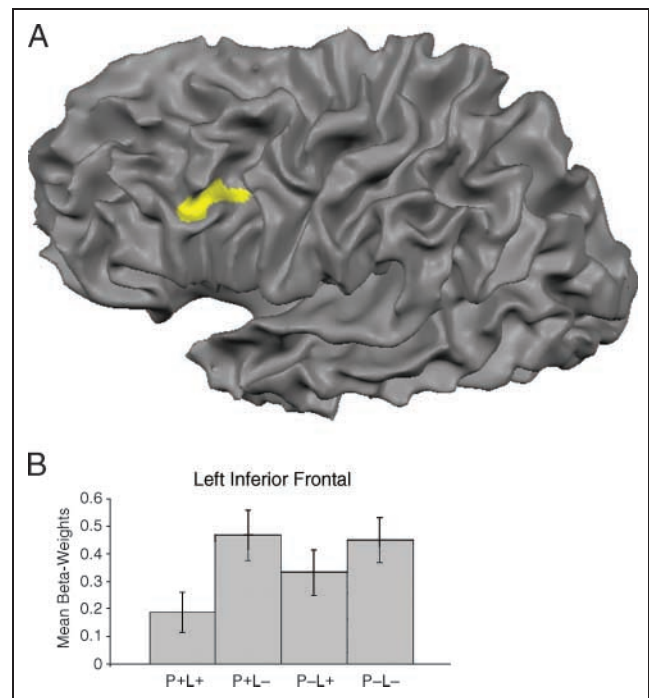 A
B
Left Inferior Frontal
Mean Beta-Weights
0.6
0.5
0.4
0.3
0.2
0.1
0
P+L+ P+L– P–L+ P–L–